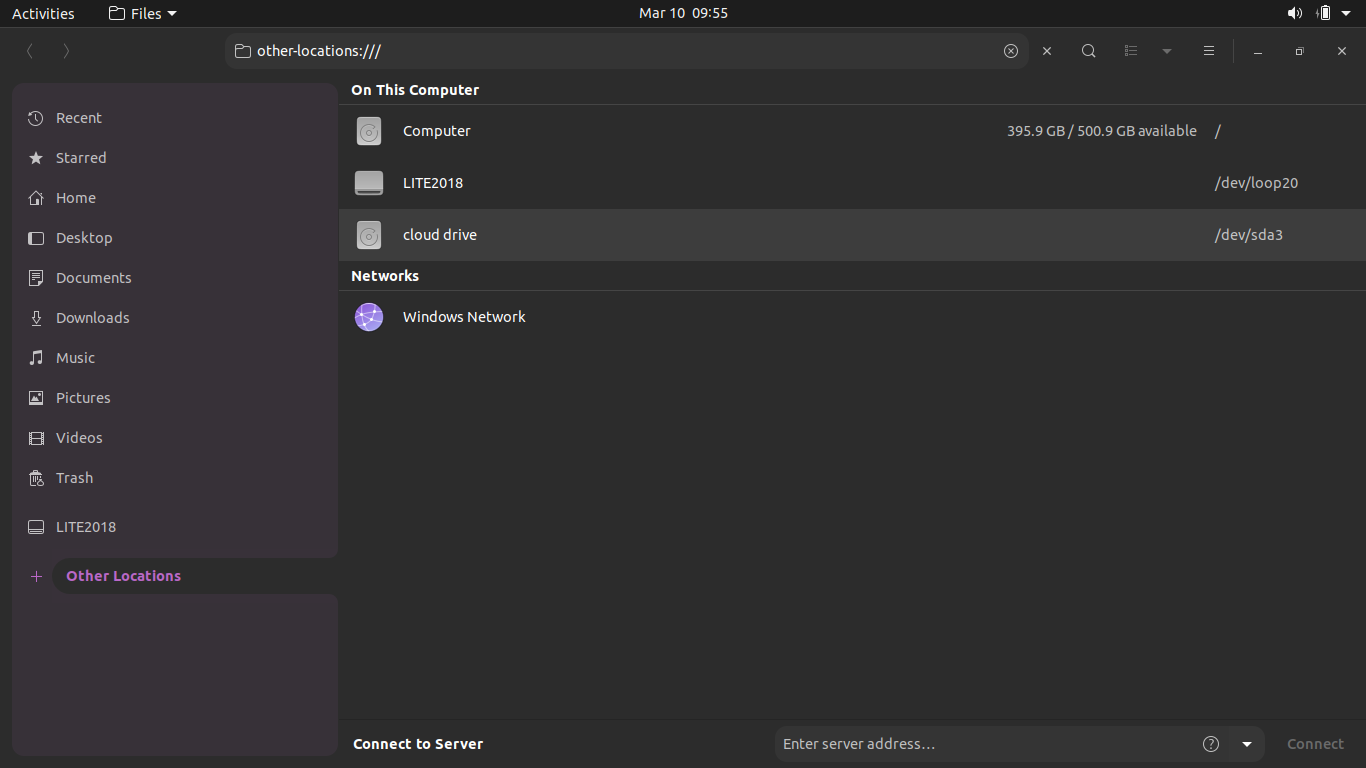 Activities Files Mar 10 09:55
other-locations:///
On This Computer
Recent
Computer 395.9 GB / 500.9 GB available /
Starred
LITE2018 /dev/loop20
Home
cloud drive /dev/sda3
Desktop
Networks
Documents
Windows Network
Downloads
Music
Pictures
Videos
Trash
LITE2018
Other Locations
Connect to Server Enter server address... Connect